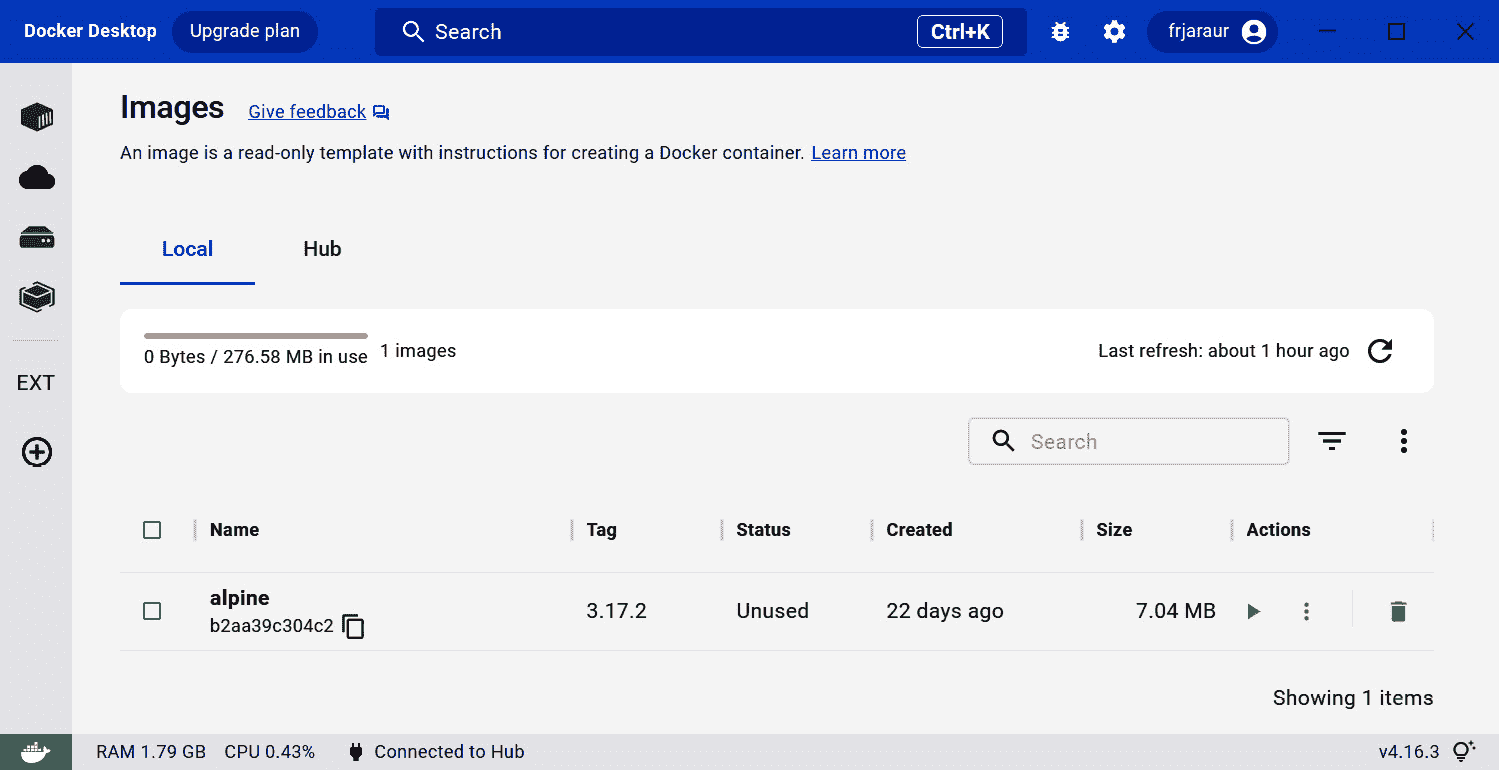 Docker Desktop Upgrade plan Search Ctrl+K frjaraur
Images Give feedback
An image is a read-only template with instructions for creating a Docker container. Learn more
Local Hub
0 Bytes / 276.58 MB in use 1 images Last refresh: about 1 hour ago
EXT
Search
Name Tag Status Created Size Actions
alpine
b2aa39c304c2 3.17.2 Unused 22 days ago 7.04 MB
Showing 1 items
RAM 1.79 GB CPU 0.43% Connected to Hub v4.16.3